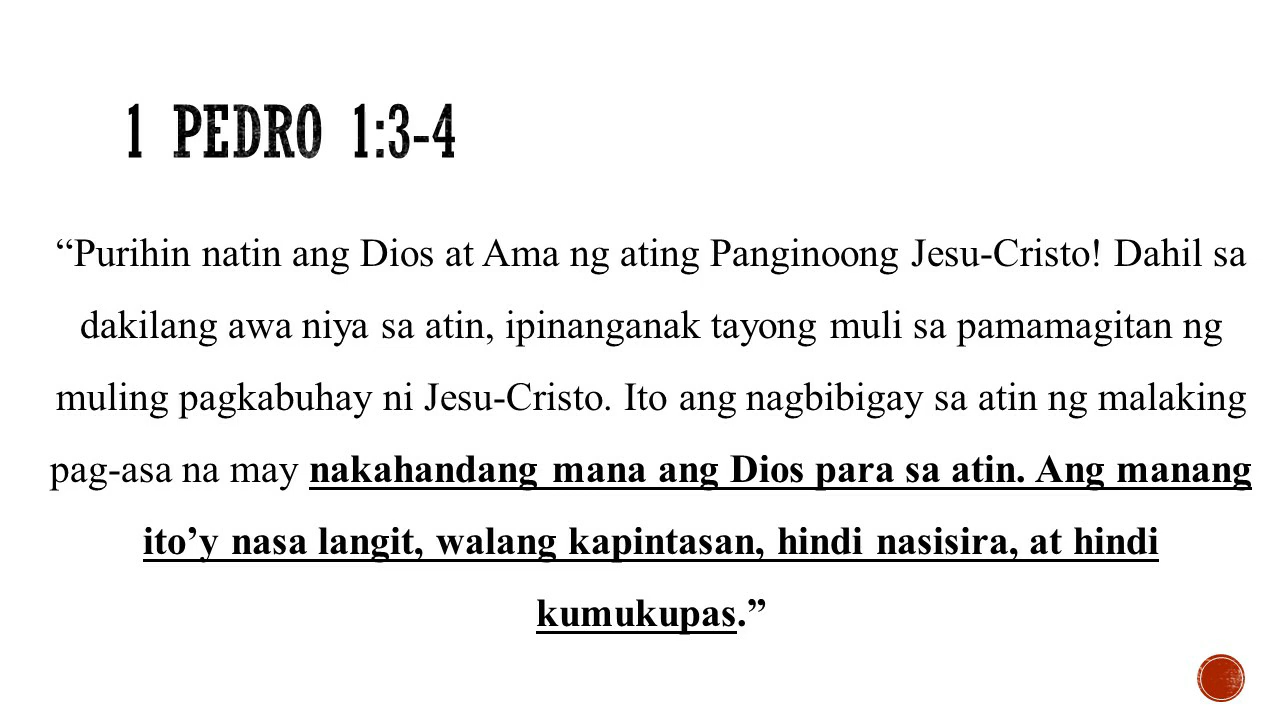 1 PEDRO 1:3-4
“Purihin natin ang Dios at Ama ng ating Panginoong Jesu-Cristo! Dahil sa
dakilang awa niya sa atin, ipinanganak tayong muli sa pamamagitan ng
muling pagkabuhay ni Jesu-Cristo. Ito ang nagbibigay sa atin ng malaking
pag-asa na may nakahandang mana ang Dios para sa atin. Ang manang
ito’y nasa langit, walang kapintasan, hindi nasisira, at hindi
kumukupas.”